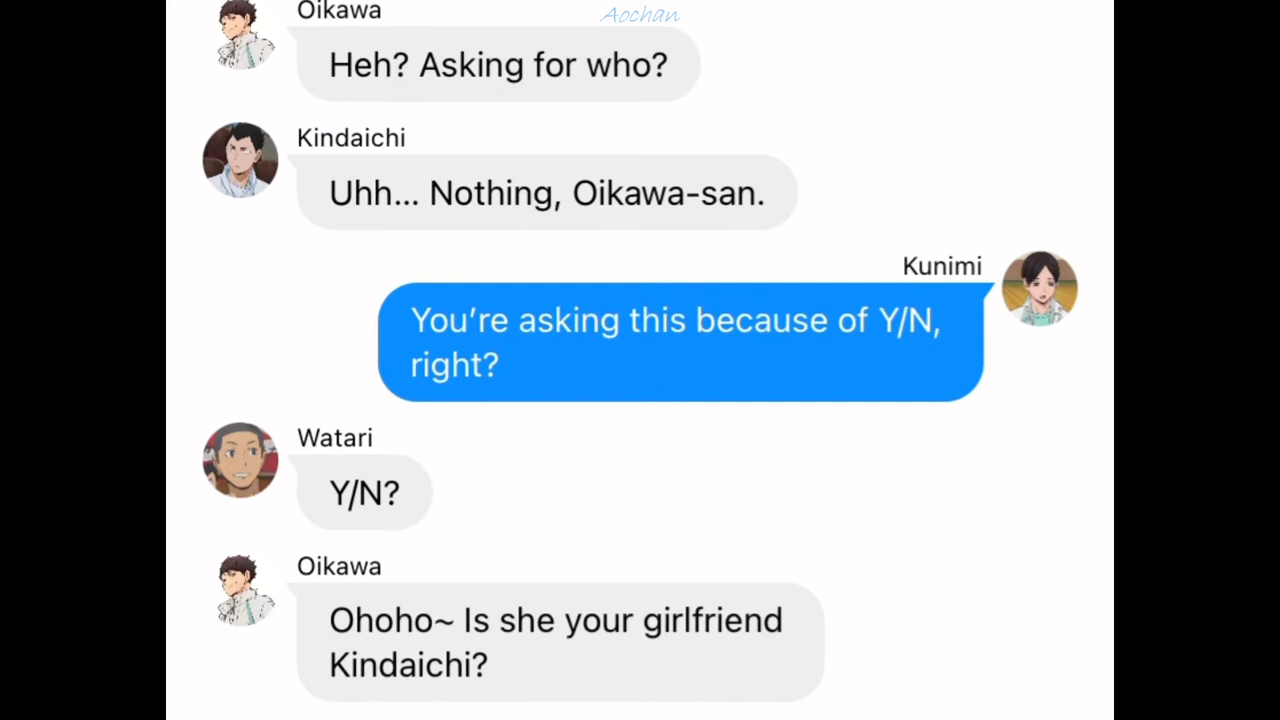 Oikawa
Aochan
Heh? Asking for who?
Kindaichi
Uhh... Nothing, Oikawa-san.
Kunimi
You’re asking this because of Y/N,
right?
Watari
Y/N?
Oikawa
Ohoho~ Is she your girlfriend
Kindaichi?